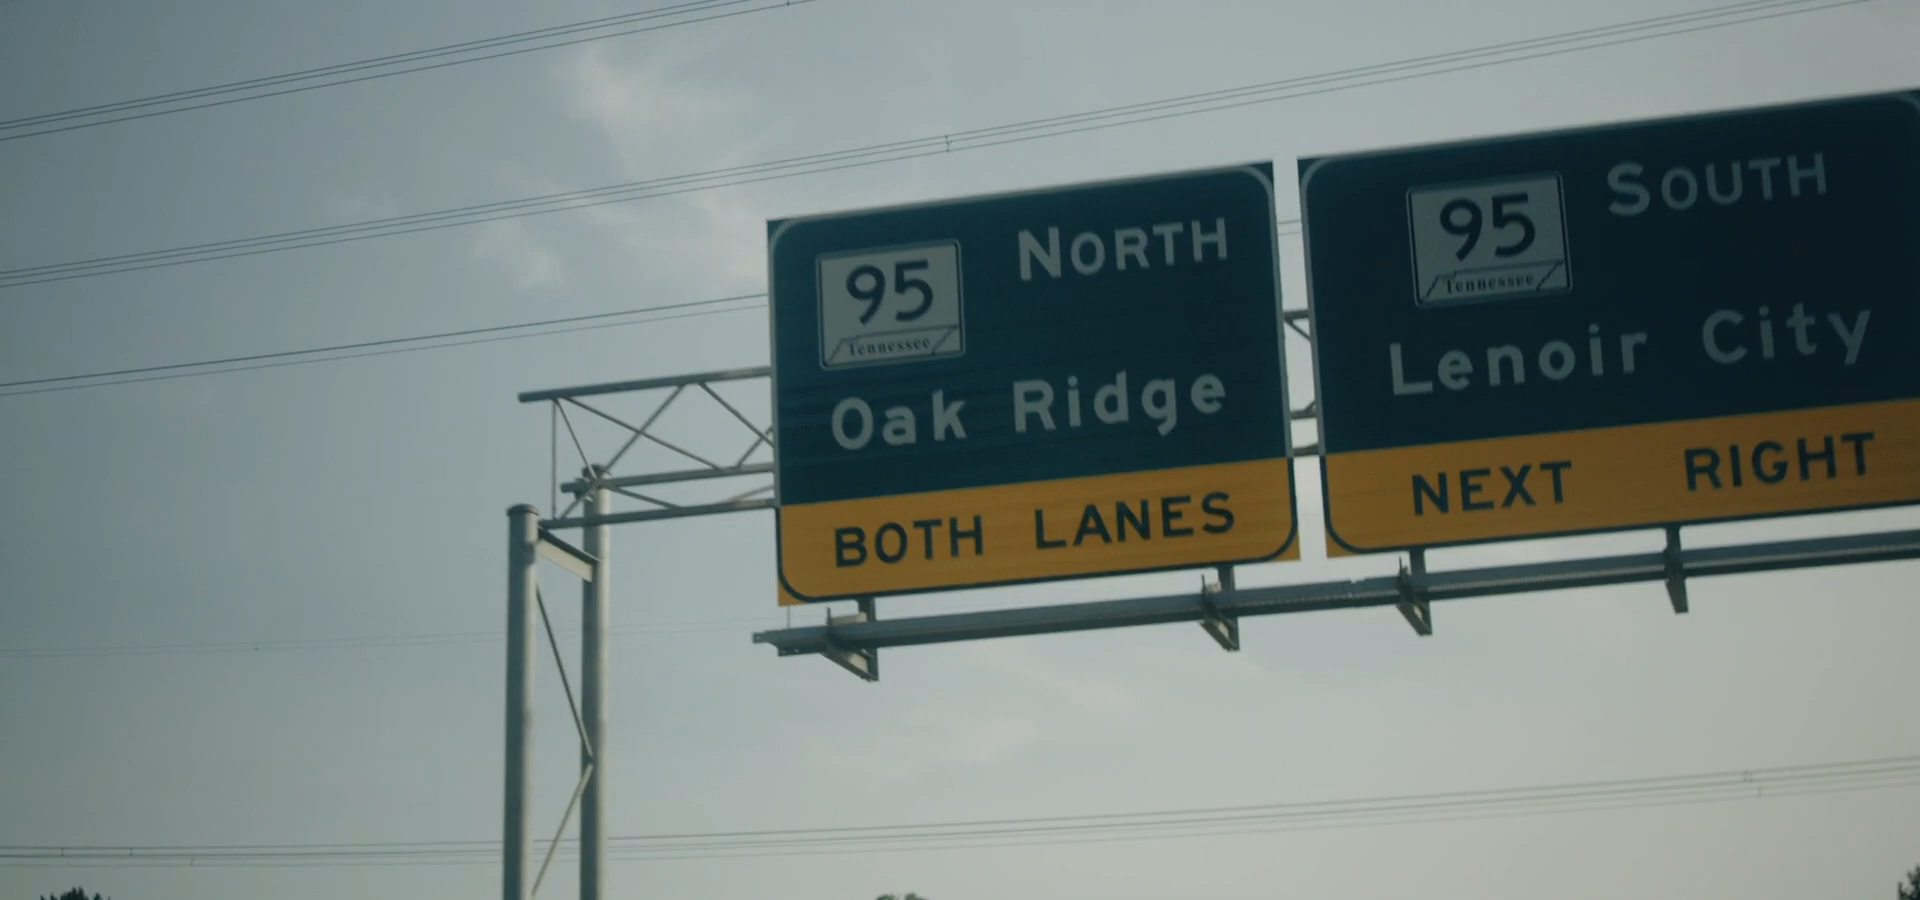 95 NORTH
Tennessee
Oak Ridge
BOTH LANES
95 SOUTH
Tennessee
Lenoir City
NEXT RIGHT